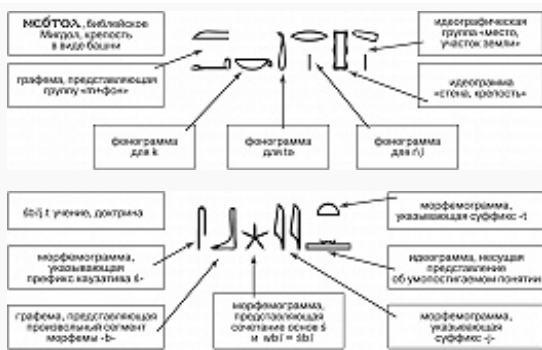 ⲙⲉϭⲧⲟⲗ, библейское
Мигдол, крепость
в виде башни
графема, представляющая
группу «m+фон»
идеографическая
группа «место,
участок земли»
идеограмма
«стена, крепость»
фонограмма
для k
фонограмма
для
фонограмма
для
учение, доктрина
морфемограмма,
указывающая
префикс каузатива ś-
графема, представляющая
произвольный сегмент
морфемы -b-
морфемограмма,
представляющая
сочетание основ
и
морфемограмма,
указывающая суффикс -t
идеограмма, несущая
представление
об умопостигаемом понятии
морфемограмма,
указывающая
суффикс -j-